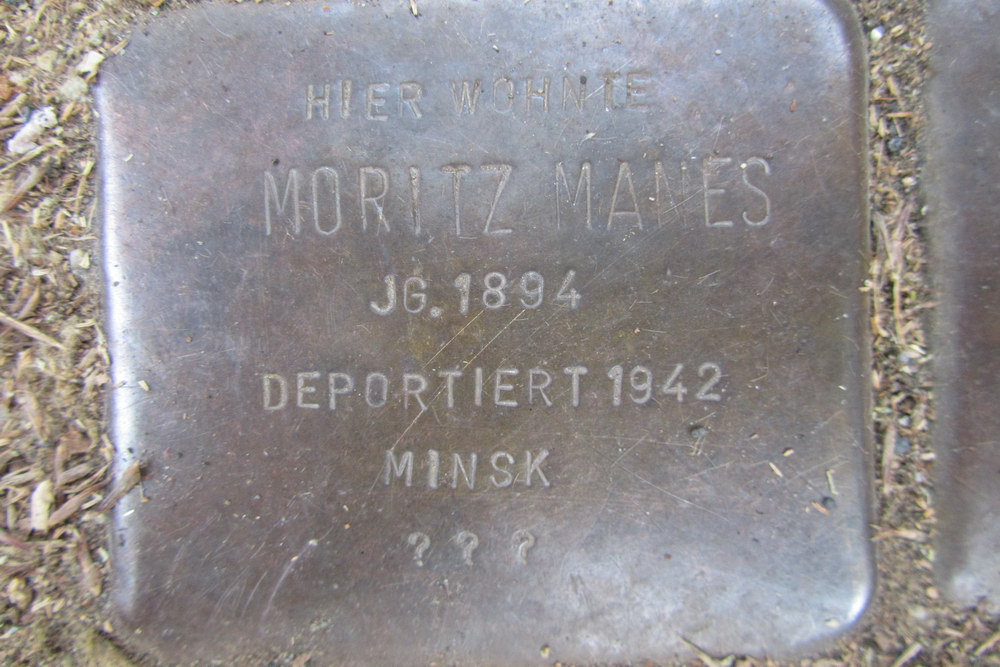 HIER WOHNTE
MORITZ MANES
JG. 1894
DEPORTIERT 1942
MINSK
? ? ?